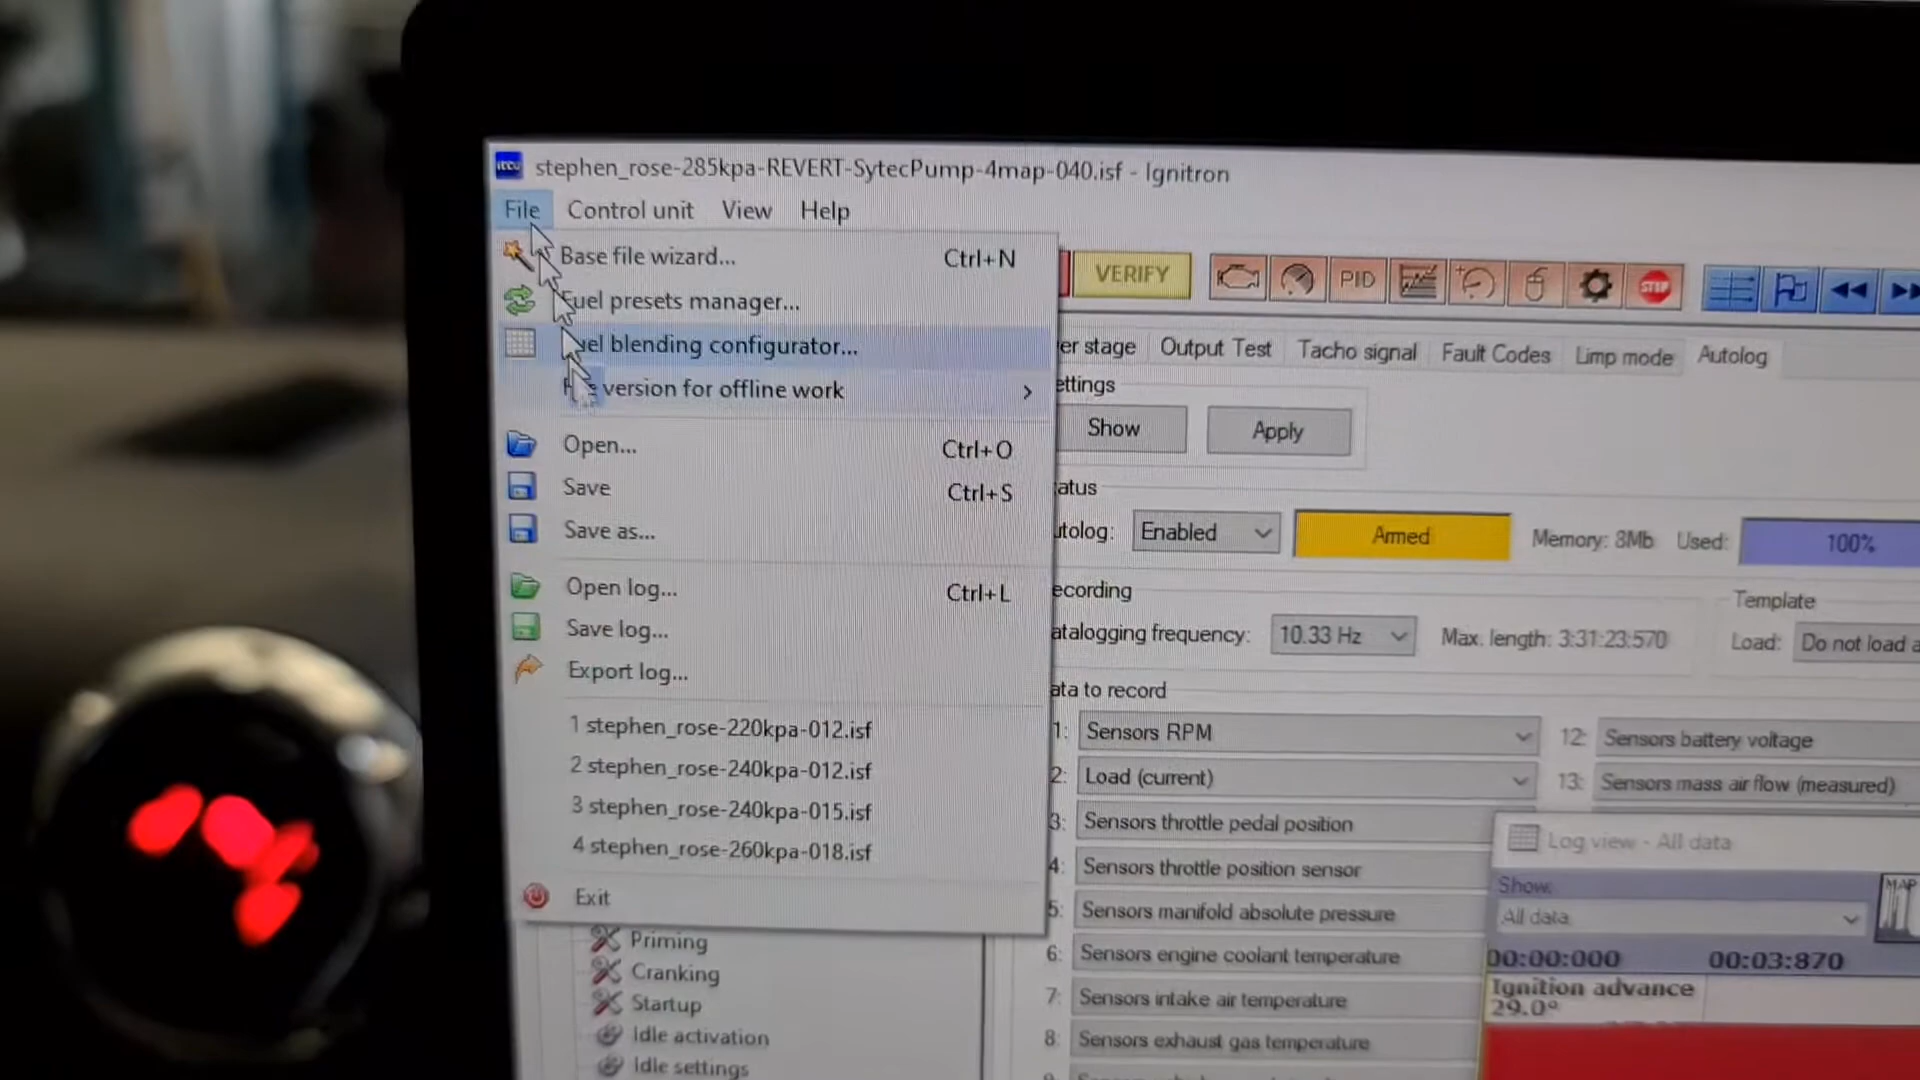 stephen_rose-285kpa-REVERT-SytecPump-4map-040.isf - Ignitron
File Control unit View Help
Base file wizard... Ctrl+N
Fuel presets manager...
uel blending configurator...
version for offline work
Open... Ctrl+O
Save Ctrl+S
Save as...
Open log... Ctrl+L
Save log...
Export log...
1 stephen_rose-220kpa-012.isf
2 stephen_rose-240kpa-012.isf
3 stephen_rose-240kpa-015.isf
4 stephen_rose-260kpa-018.isf
Exit
Priming
Cranking
Startup
Idle activation
Idle settings
VERIFY PID STOP
er stage Output Test Tacho signal Fault Codes Limp mode Autolog
ettings
Show Apply
atus
utolog: Enabled Armed Memory: 8Mb Used: 100%
ecording
atalogging frequency: 10.33 Hz Max. length: 3:31:23:570
Template
Load: Do not load a
ata to record
1: Sensors RPM 12: Sensors battery voltage
2: Load (current) 13: Sensors mass air flow (measured)
3: Sensors throttle pedal position
4: Sensors throttle position sensor
5: Sensors manifold absolute pressure
6: Sensors engine coolant temperature
7: Sensors intake air temperature
8: Sensors exhaust gas temperature
Log view - All data
Show:
All data
MAP
00:00:000 00:03:870
Ignition advance
29.0°